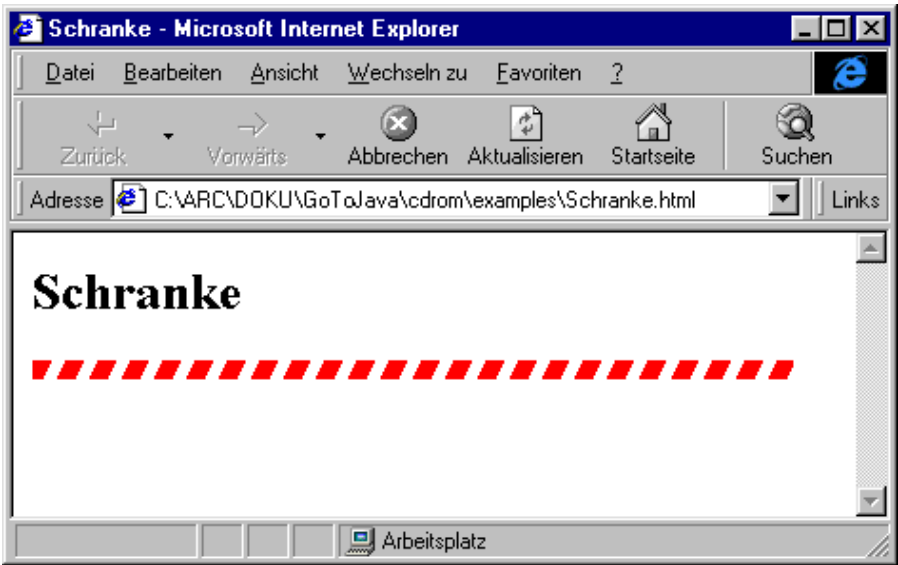 Schranke - Microsoft Internet Explorer
Datei Bearbeiten Ansicht Wechseln zu Favoriten ?
Zurück Vorwärts Abbrechen Aktualisieren Startseite Suchen
Adresse C:\ARC\DOKU\GoToJava\cdrom\examples\Schranke.html Links
Schranke
Arbeitsplatz